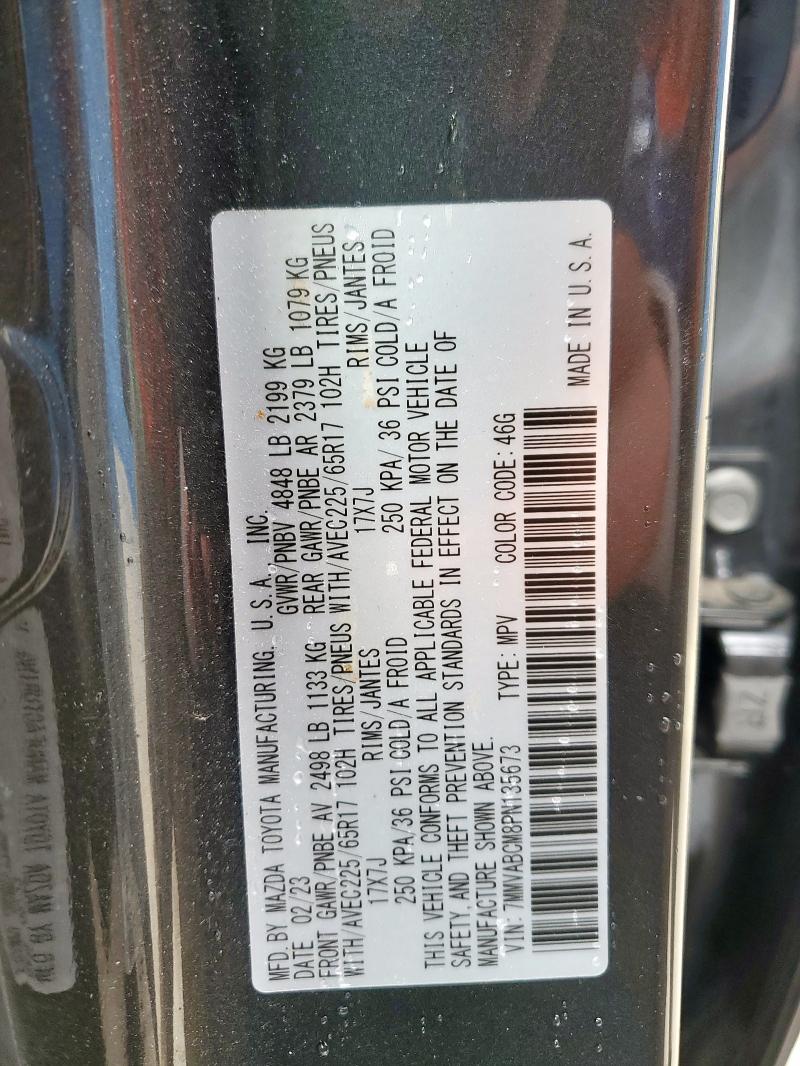 MFD.BY MAZDA TOYOTA MANUFACTURING, U.S.A., INC.
DATE 02/23 GVWR/PNBV 4848 LB 2199 KG
FRONT GAWR/PNBE AV 2498 LB 1133 KG REAR GAWR/PNBE AR 2379 LB 1079 KG
WITH/AVEC225/65R17 102H TIRES/PNEUS WITH/AVEC225/65R17 102H TIRES/PNEUS
17X7J RIMS/JANTES 17X7J RIMS/JANTES
250 KPA/36 PSI COLD/A FROID 250 KPA/ 36 PSI COLD/A FROID
THIS VEHICLE CONFORMS TO ALL APPLICABLE FEDERAL MOTOR VEHICLE
SAFETY,AND THEFT PREVENTION STANDARDS IN EFFECT ON THE DATE OF
MANUFACTURE SHOWN ABOVE.
VIN: 7MMVABCM8PN135673 TYPE: MPV COLOR CODE: 46G
MADE IN U.S.A.